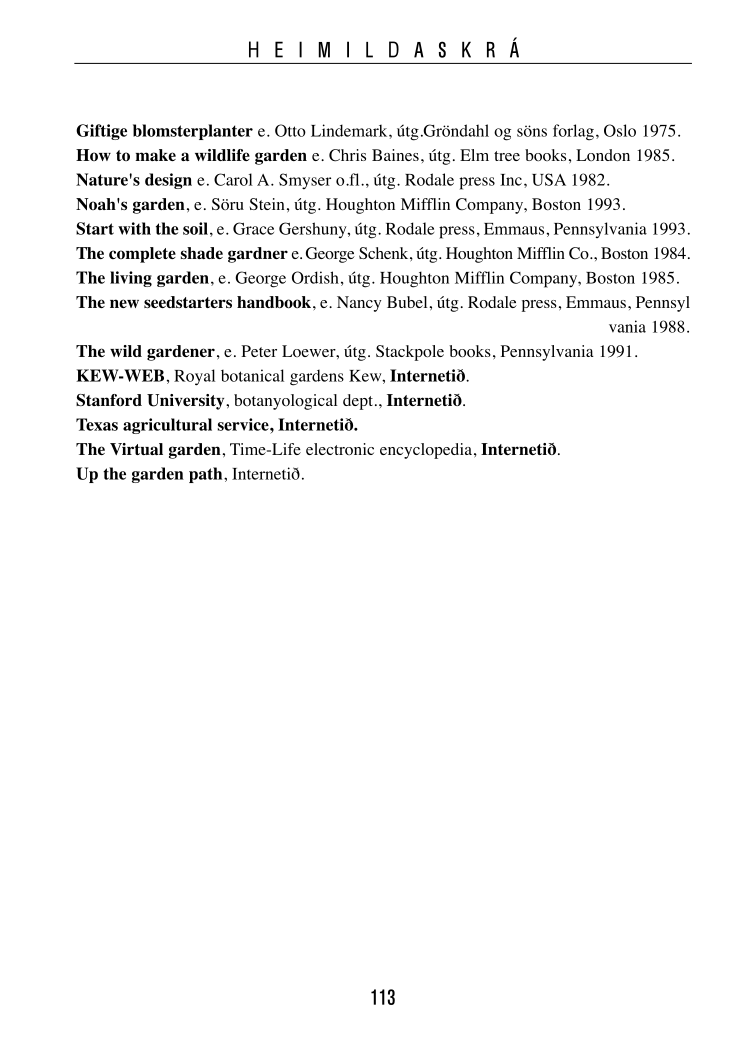 HEIMILDASKRÁ
Giftige blomsterplanter e. Otto Lindemark, útg.Gröndahl og söns forlag, Oslo 1975.
How to make a wildlife garden e. Chris Baines, útg. Elm tree books, London 1985.
Nature's design e. Carol A. Smyser o.fl., útg. Rodale press Inc, USA 1982.
Noah's garden, e. Söru Stein, útg. Houghton Mifflin Company, Boston 1993.
Start with the soil, e. Grace Gershuny, útg. Rodale press, Emmaus, Pennsylvania 1993.
The complete shade gardner e. George Schenk, útg. Houghton Mifflin Co., Boston 1984.
The living garden, e. George Ordish, útg. Houghton Mifflin Company, Boston 1985.
The new seedstarters handbook, e. Nancy Bubel, útg. Rodale press, Emmaus, Pennsyl
vania 1988.
The wild gardener, e. Peter Loewer, útg. Stackpole books, Pennsylvania 1991.
KEW-WEB, Royal botanical gardens Kew, Internetið.
Stanford University, botanyological dept., Internetið.
Texas agricultural service, Internetið.
The Virtual garden, Time-Life electronic encyclopedia, Internetið.
Up the garden path, Internetið.
113